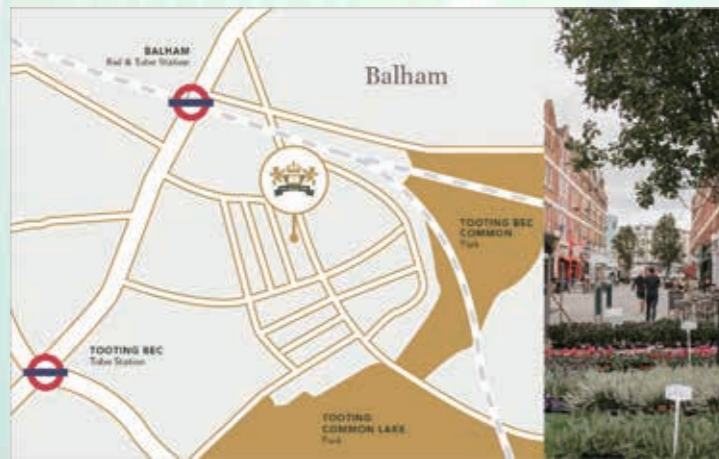 BALHAM
Rail & Tube Station
Balham
TOOTING BEC
COMMON
Park
TOOTING BEC
Tube Station
TOOTING
COMMON LAKE
Park